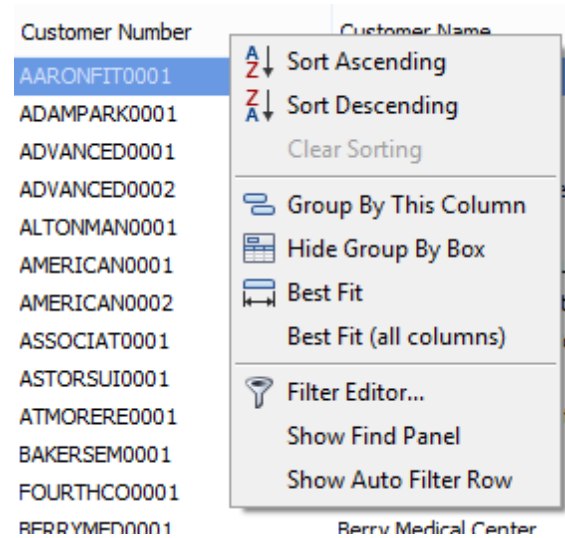 Customer Number
Customer Name
AARONFIT0001
ADAMPARK0001
ADVANCED0001
ADVANCED0002
ALTONMAN0001
AMERICAN0001
AMERICAN0002
ASSOCIAT0001
ASTORSUI0001
ATMORERE0001
BAKERSEM0001
FOURTHCO0001
BERRYMED0001
Berry Medical Center
Sort Ascending
Sort Descending
Clear Sorting
Group By This Column
Hide Group By Box
Best Fit
Best Fit (all columns)
Filter Editor...
Show Find Panel
Show Auto Filter Row